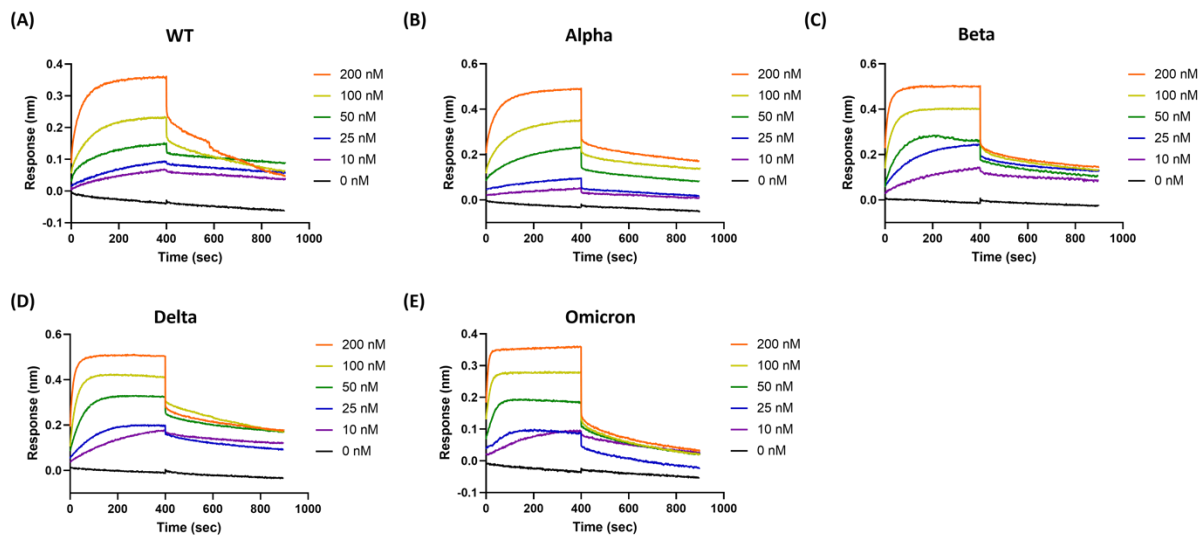 (A)
WT
0.4
0.3
0.2
0.1
0.0
-0.1
Response (nm)
0
200
400
600
800
1000
Time (sec)
200 nM
100 nM
50 nM
25 nM
10 nM
0 nM
(B)
Alpha
0.6
0.4
0.2
0.0
Response (nm)
0
200
400
600
800
1000
Time (sec)
200 nM
100 nM
50 nM
25 nM
10 nM
0 nM
(C)
Beta
0.6
0.4
0.2
0.0
Response (nm)
0
200
400
600
800
1000
Time (sec)
200 nM
100 nM
50 nM
25 nM
10 nM
0 nM
(D)
Delta
0.6
0.4
0.2
0.0
Response (nm)
0
200
400
600
800
1000
Time (sec)
200 nM
100 nM
50 nM
25 nM
10 nM
0 nM
(E)
Omicron
0.4
0.3
0.2
0.1
0.0
-0.1
Response (nm)
0
200
400
600
800
1000
Time (sec)
200 nM
100 nM
50 nM
25 nM
10 nM
0 nM